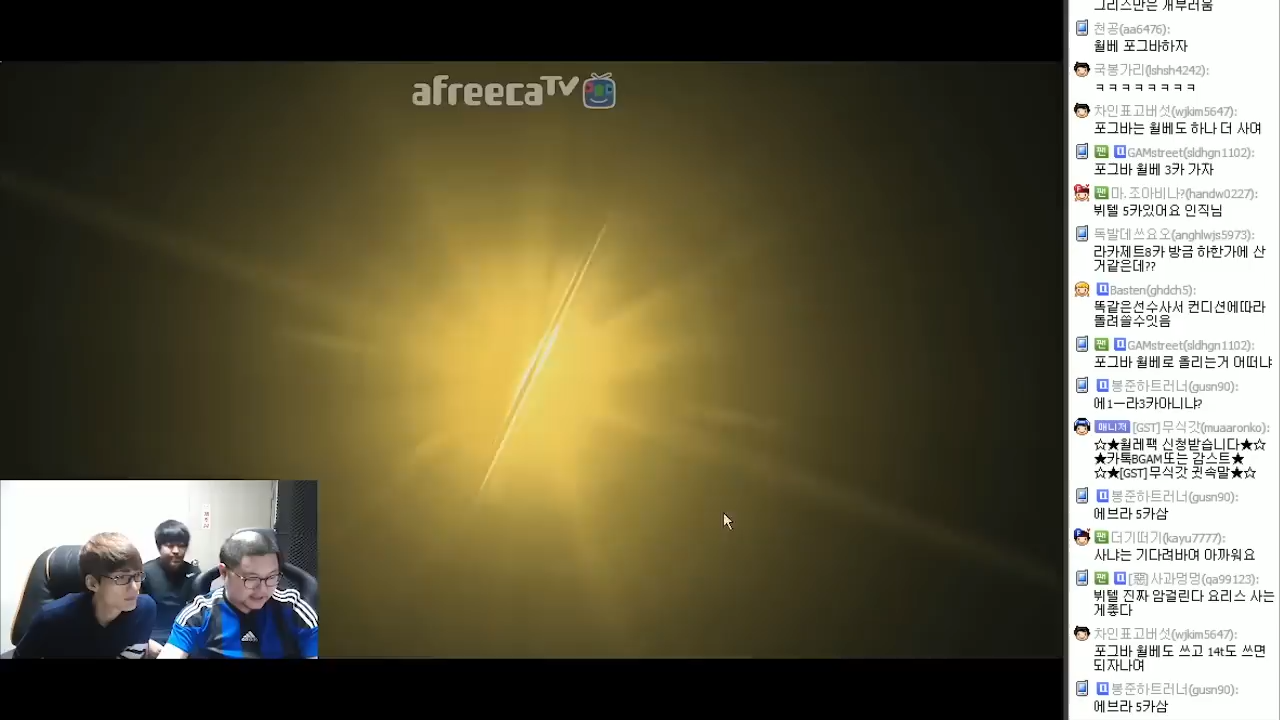 afreecaTV
그리즈만은 개부러움
천공(aa6476):
월베 포그바하자
국봉가리(lshsh4242):
ㅋㅋㅋㅋㅋㅋㅋㅋ
차인표고버섯(wjkim5647):
포그바는 월베도 하나 더 사여
팬 GAMstreet(sldhgn1102):
포그바 월베 3카 가자
팬 마.조아비나?(handw0227):
뷔텔 5카있어요 인직님
독발데쓰요오(anghlwjs5973):
라카제트8카 방금 하한가에 산
거같은데??
Basten(ghdch5):
똑같은선수사서 컨디션에따라
돌려쓸수잇음
팬 GAMstreet(sldhgn1102):
포그바 월베로 올리는거 어떠냐
봉준하트러너(gusn90):
에1ㅡ라3카아니냐?
매니저 [GST]무식갓(muaaronko):
☆★월레팩 신청받습니다★☆
★카톡BGAM 또는 감스트★
☆★[GST]무식갓 귓속말★☆
봉준하트러너(gusn90):
에브라 5카삼
팬 더기떠기(kayu7777):
사냐는 기다려바여 아까워요
팬 [惡]사과멍멍(qa99123):
뷔텔 진짜 암걸린다 요리스 사는
게좋다
차인표고버섯(wjkim5647):
포그바 월베도 쓰고 14t도 쓰면
되자나여
봉준하트러너(gusn90):
에브라 5카삼